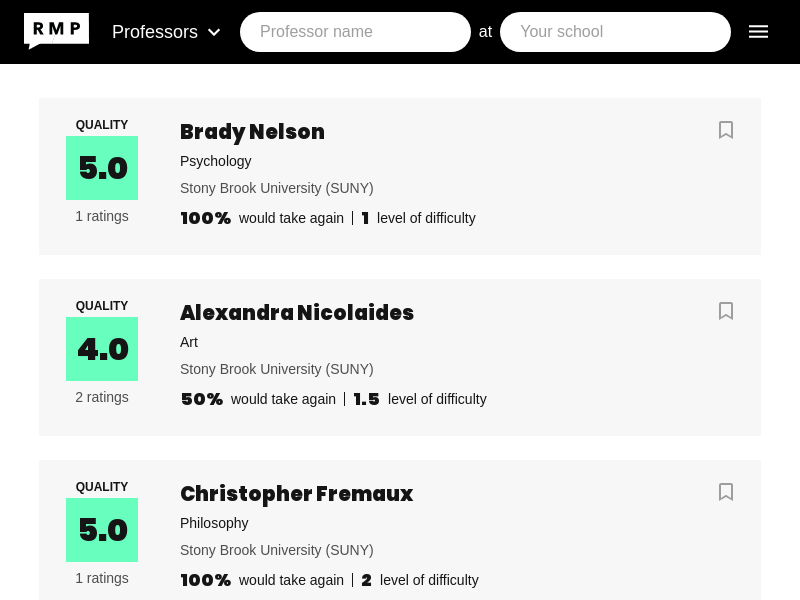 RMP Professors Professor name at Your school
QUALITY
5.0
1 ratings
Brady Nelson
Psychology
Stony Brook University (SUNY)
100% would take again | 1 level of difficulty
QUALITY
4.0
2 ratings
Alexandra Nicolaides
Art
Stony Brook University (SUNY)
50% would take again | 1.5 level of difficulty
QUALITY
5.0
1 ratings
Christopher Fremaux
Philosophy
Stony Brook University (SUNY)
100% would take again | 2 level of difficulty